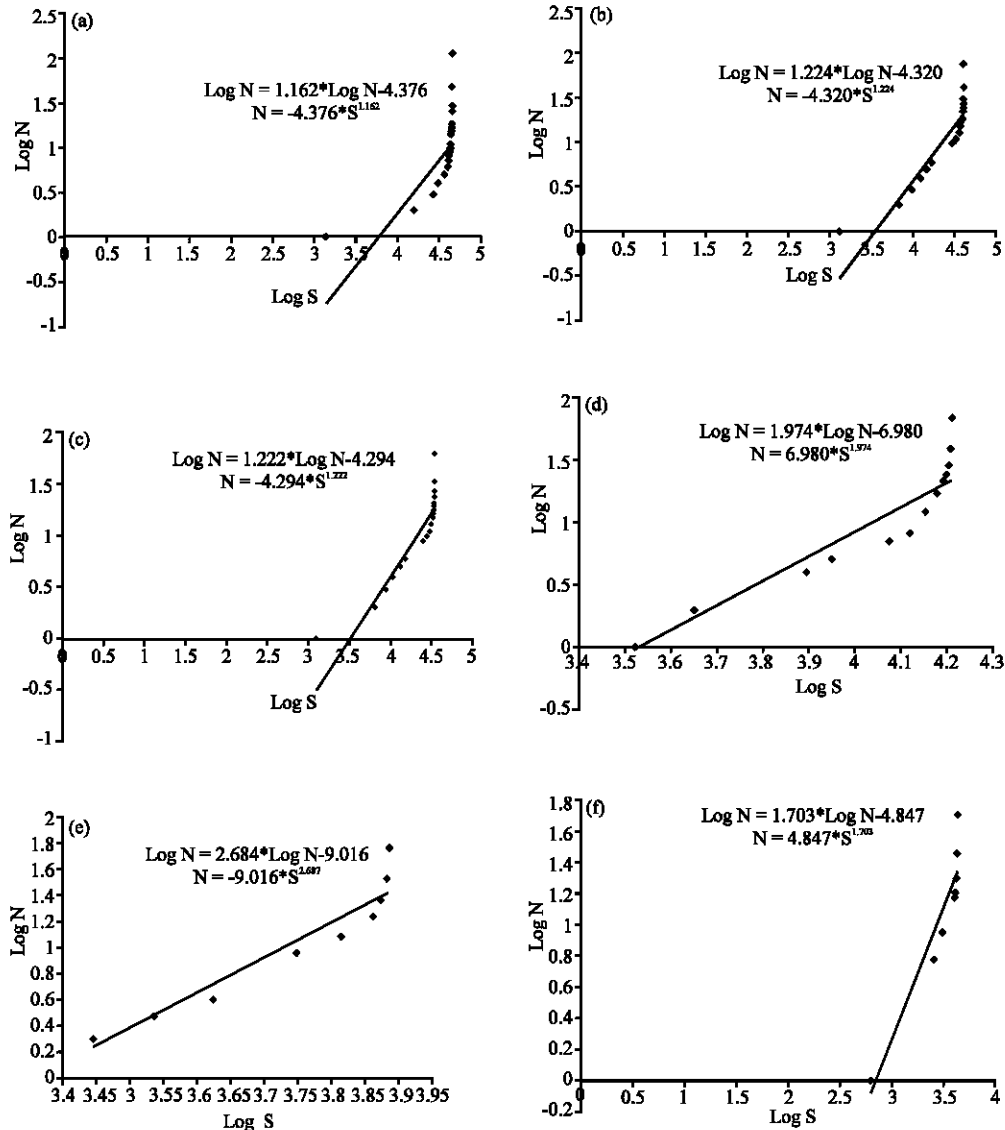 (a)
Log N = 1.162*Log N-4.376
N = -4.376*S^1.162
Log N
2.5
2
1.5
1
0.5
0
-0.5
-1
0 0.5 1 1.5 2 2.5 3 3.5 4 4.5 5
Log S
(b)
Log N = 1.224*Log N-4.320
N = -4.320*S^1.224
Log N
2.5
2
1.5
1
0.5
0
-0.5
-1
0 0.5 1 1.5 2 2.5 3 3.5 4 4.5 5
Log S
(c)
Log N = 1.222*Log N-4.294
N = -4.294*S^1.222
Log N
2
1.5
1
0.5
0
-0.5
-1
0 0.5 1 1.5 2 2.5 3 3.5 4 4.5 5
Log S
(d)
Log N = 1.974*Log N-6.980
N = 6.980*S^1.974
Log N
2
1.5
1
0.5
0
-0.5
3.4 3.5 3.6 3.7 3.8 3.9 4 4.1 4.2 4.3
Log S
(e)
Log N = 2.684*Log N-9.016
N = -9.016*S^2.687
Log N
2
1.8
1.6
1.4
1.2
1
0.8
0.6
0.4
0.2
0
3.4 3.45 3 3.55 3.6 3.65 3.7 3.75 3.8 3.85 3.9 3.95
Log S
(f)
Log N = 1.703*Log N-4.847
N = 4.847*S^1.703
Log N
1.8
1.6
1.4
1.2
1
0.8
0.6
0.4
0.2
0
-0.2
0 0.5 1 1.5 2 2.5 3 3.5 4
Log S